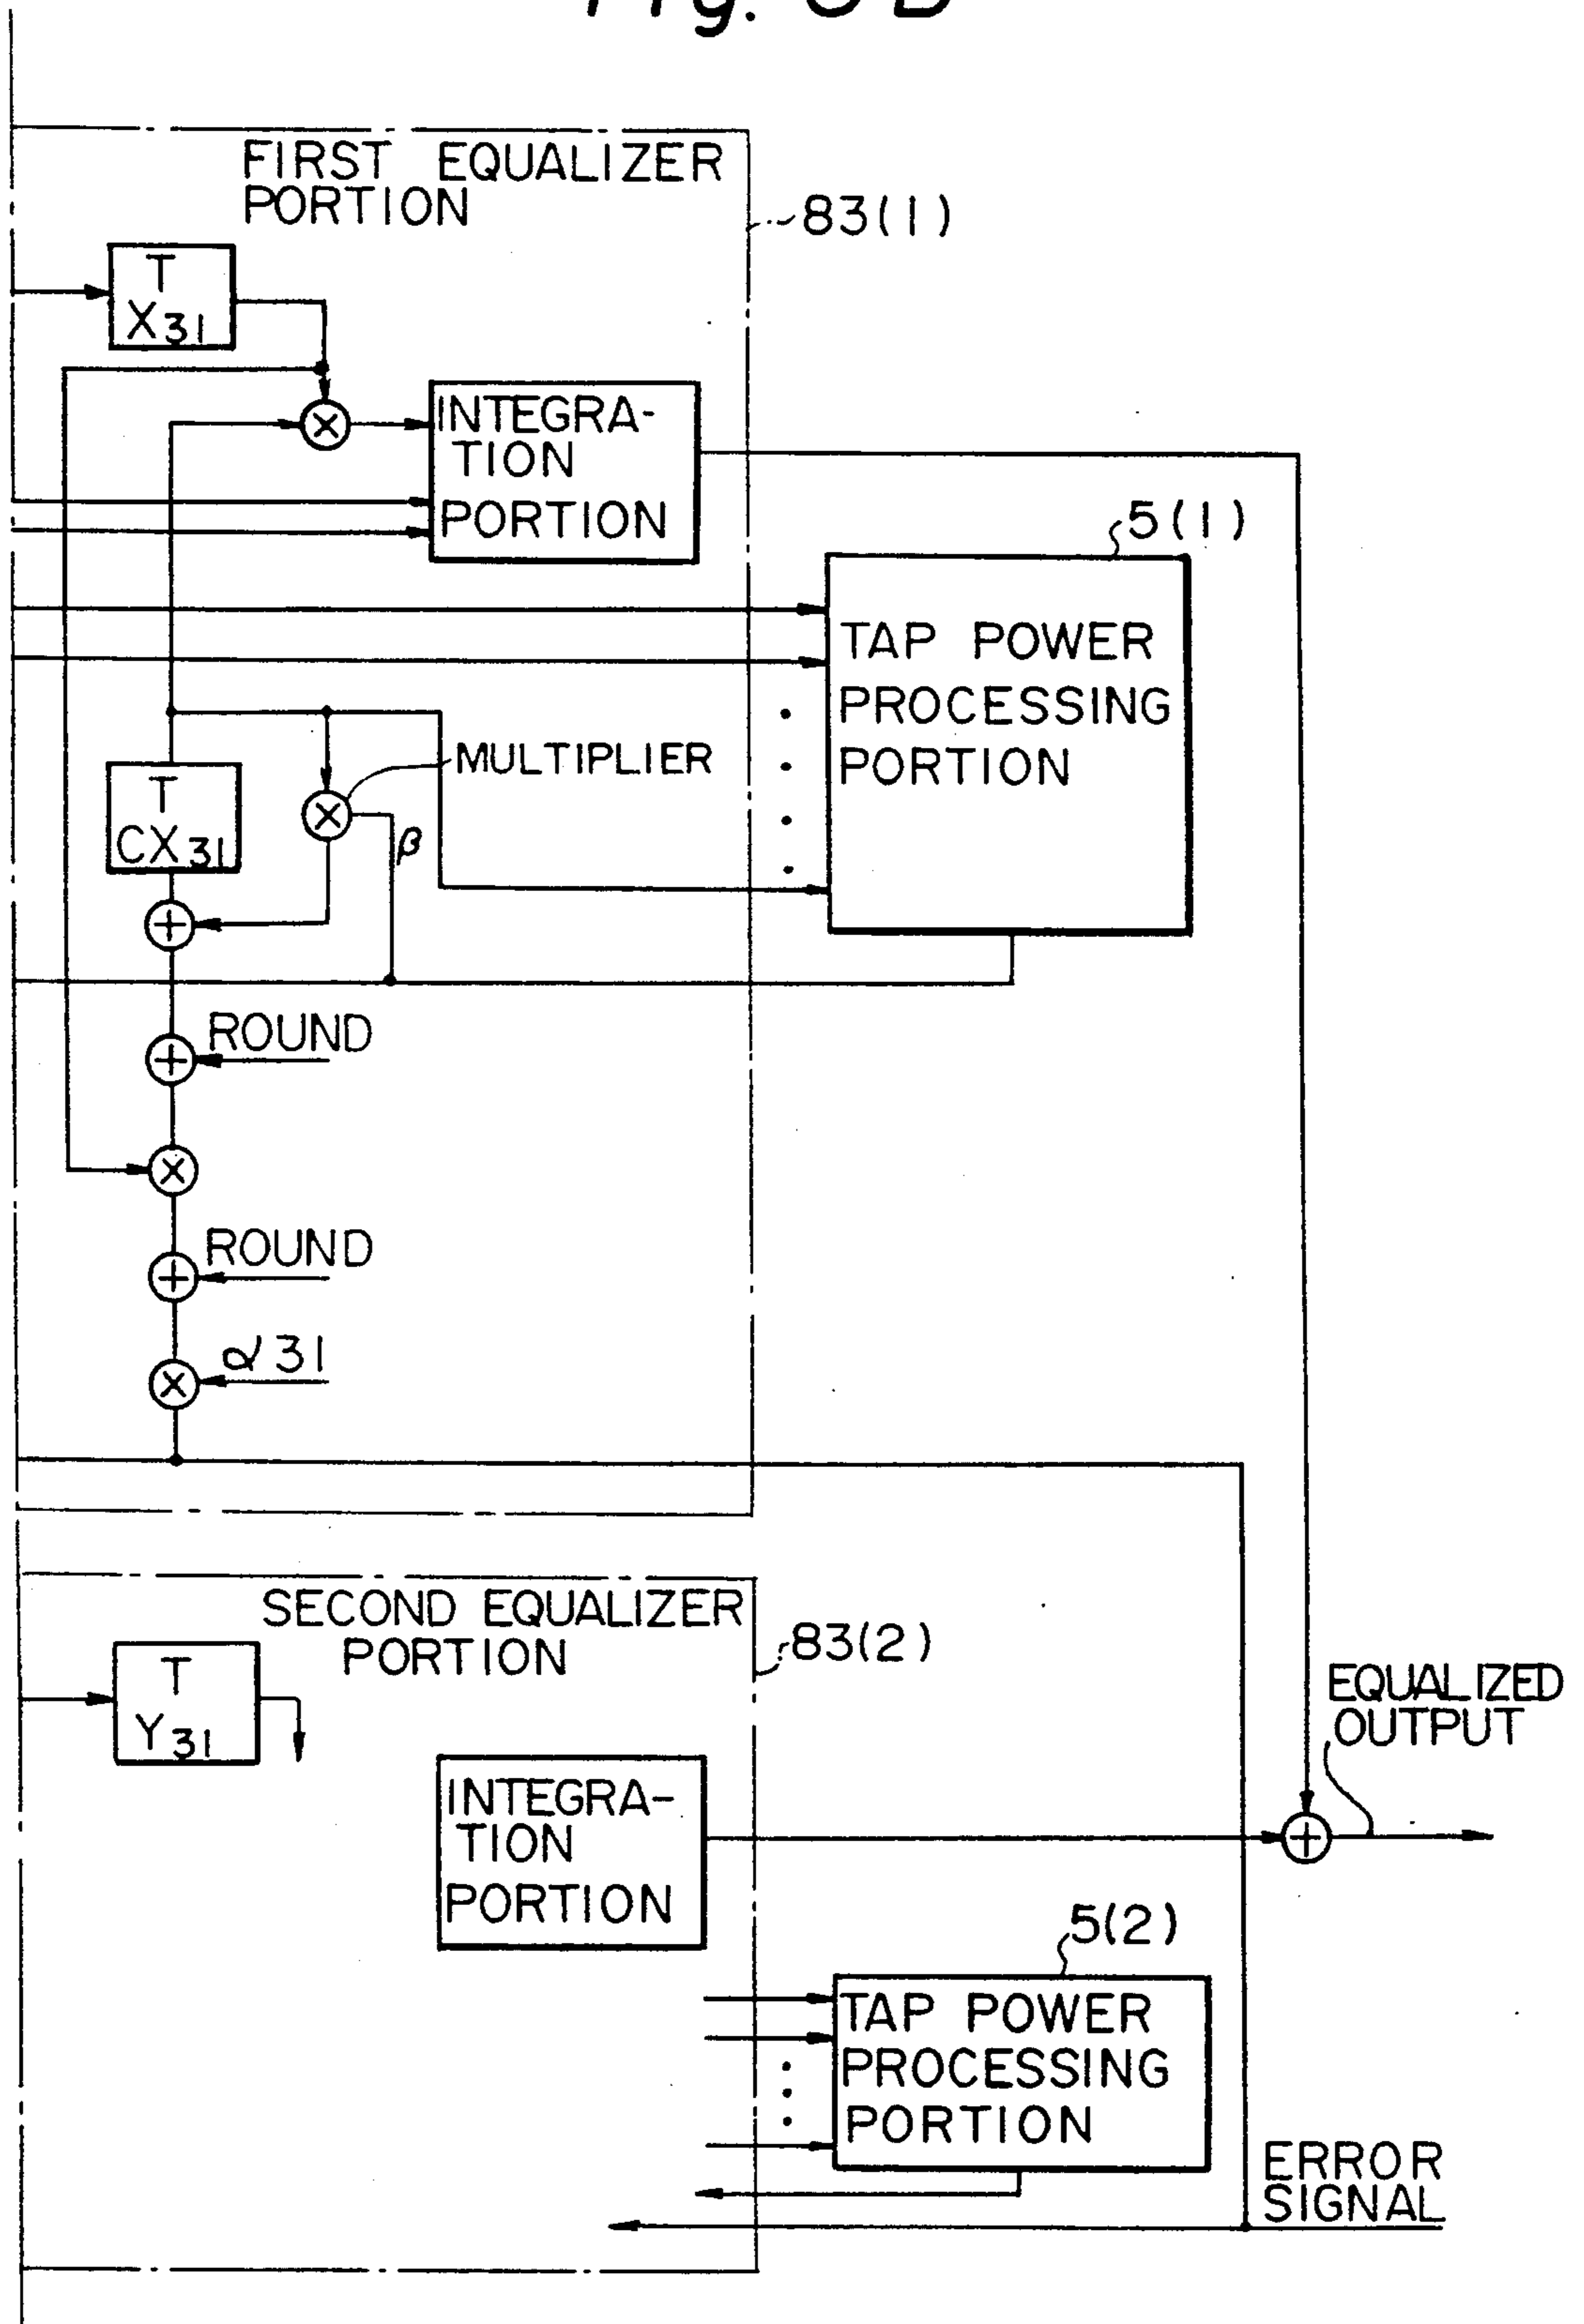 FIRST EQUALIZER
PORTION
83(1)
T
X31
INTEGRA-
TION
PORTION
5(1)
TAP POWER
PROCESSING
PORTION
MULTIPLIER
T
CX31
β
ROUND
ROUND
α31
SECOND EQUALIZER
PORTION
83(2)
T
Y31
EQUALIZED
OUTPUT
INTEGRA-
TION
PORTION
5(2)
TAP POWER
PROCESSING
PORTION
ERROR
SIGNAL